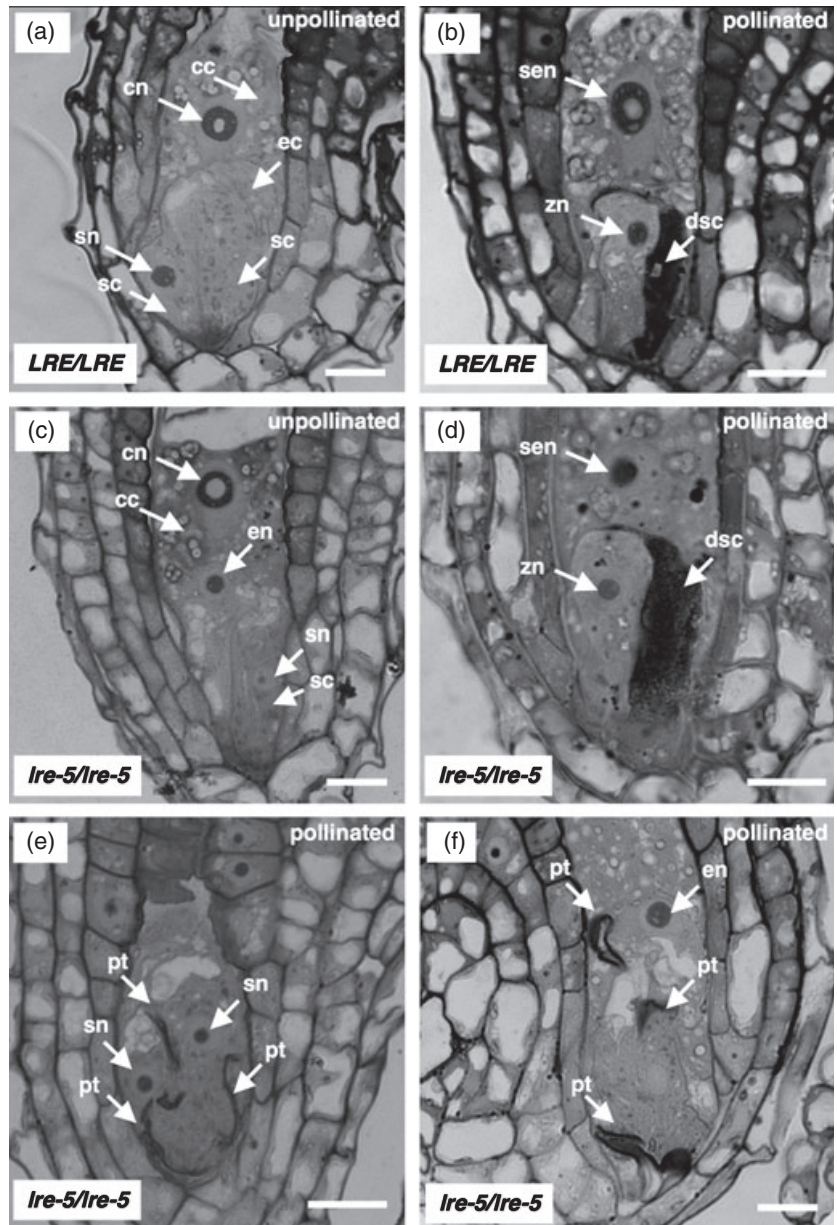 (a)
unpollinated
cc
cn
ec
sn
sc
sc
LRE/LRE
(b)
pollinated
sen
zn
dsc
LRE/LRE
(c)
unpollinated
cn
cc
en
sn
sc
lre-5/lre-5
(d)
pollinated
sen
dsc
zn
lre-5/lre-5
(e)
pollinated
pt
sn
sn
pt
pt
lre-5/lre-5
(f)
pollinated
pt
en
pt
pt
lre-5/lre-5